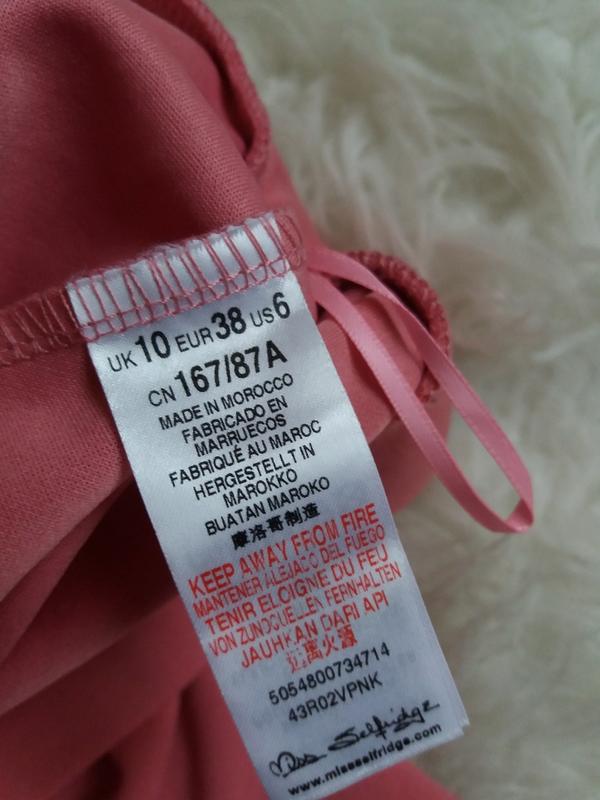 UK 10 EUR 38 US 6
CN 167/87A
MADE IN MOROCCO
FABRICADO EN
MARRUECOS
FABRIQUÉ AU MAROC
HERGESTELLT IN
MAROKKO
BUATAN MAROKO
摩洛哥制造
KEEP AWAY FROM FIRE
MANTENER ALEJACO DEL FUEGO
TENIR ELOIGNE DU FEU
VON ZUNDQUELLEN FERNHALTEN
JAUHKAN DARI API
远离火源
5054800734714
43R02VPNK
Miss Selfridge
www.missselfridge.com